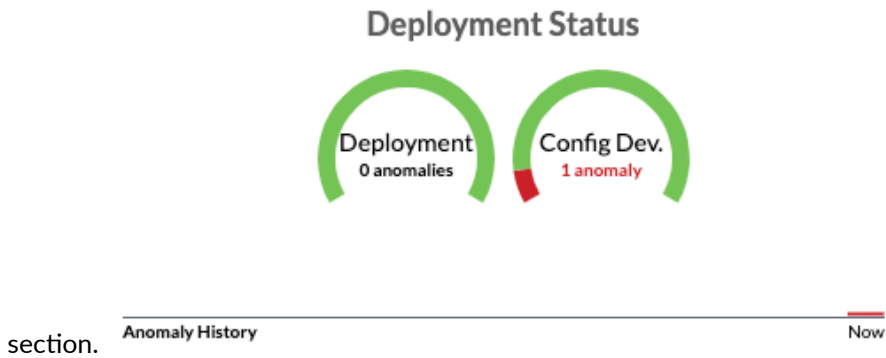 Deployment Status
Deployment
0 anomalies
Config Dev.
1 anomaly
section.
Anomaly History
Now